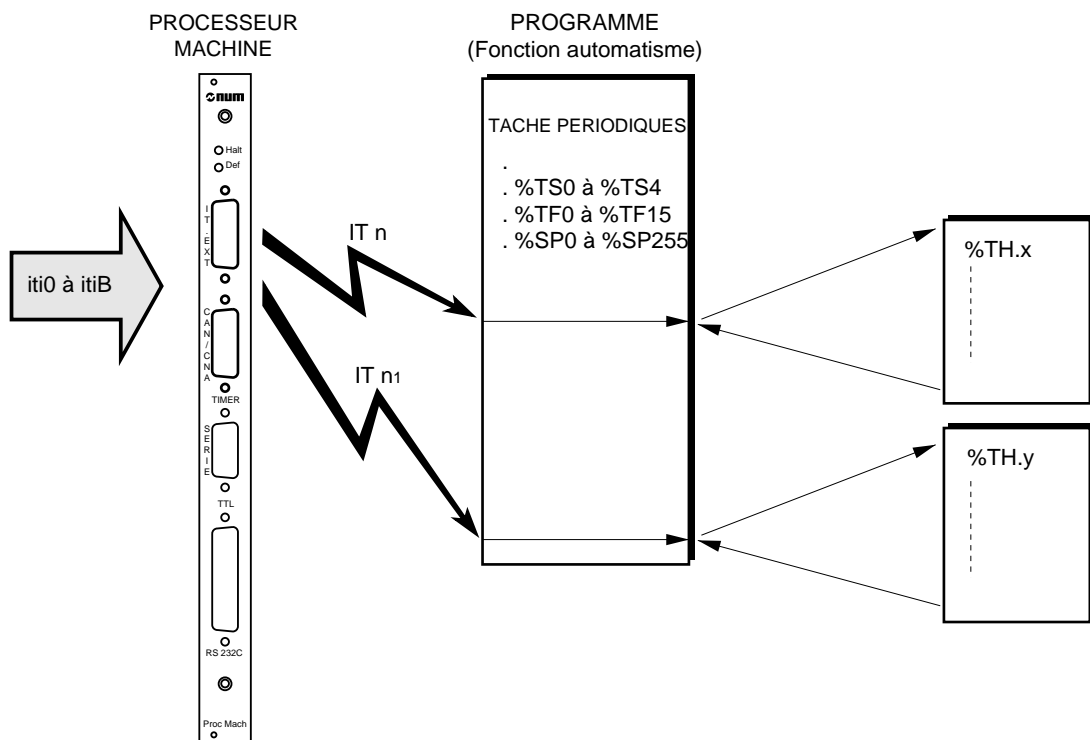 PROCESSEUR
MACHINE
PROGRAMME
(Fonction automatisme)
num
Halt
Def
IT.EXT
CAN/CNA
TIMER
SERIE
TTL
RS 232C
Proc Mach
iti0 à itiB
IT n
IT n1
TACHE PERIODIQUES
.
. %TS0 à %TS4
. %TF0 à %TF15
. %SP0 à %SP255
%TH.x
%TH.y